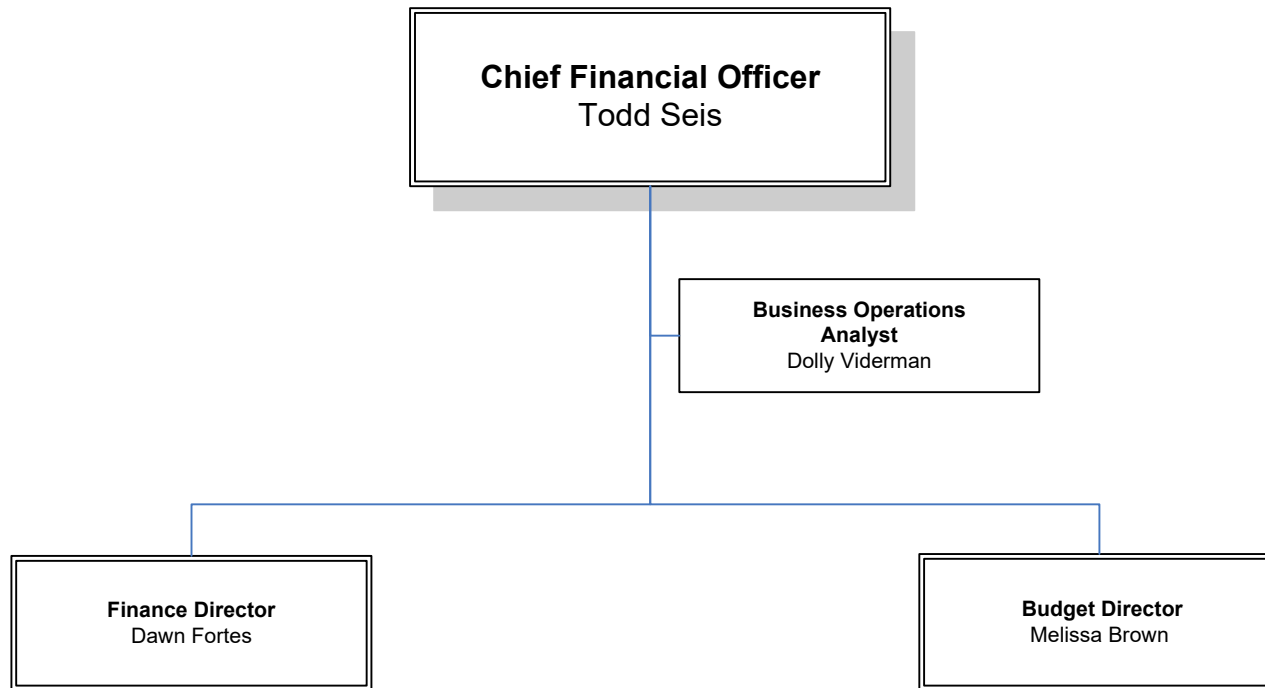 Chief Financial Officer
Todd Seis
Business Operations
Analyst
Dolly Viderman
Finance Director
Dawn Fortes
Budget Director
Melissa Brown